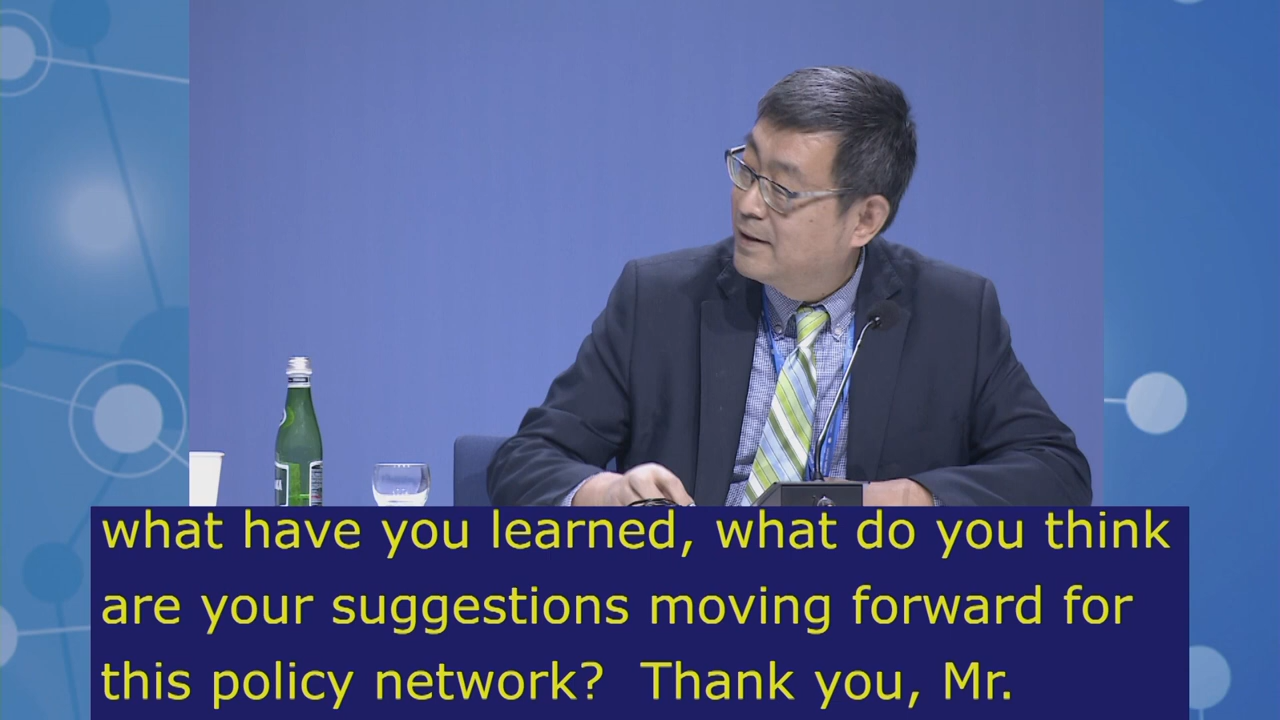 what have you learned, what do you think
are your suggestions moving forward for
this policy network?  Thank you, Mr.